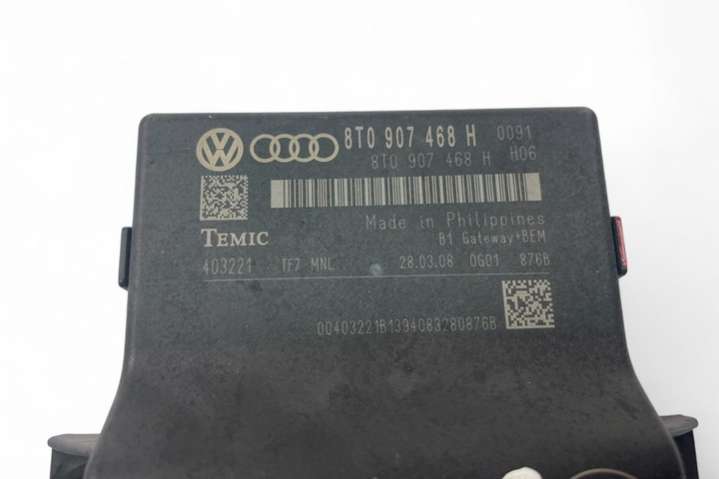 8T0 907 468 H 0091
8T0 907 468 H H06
TEMIC
Made in Philippines
B1 Gateway+BEM
403221 TF7 MNL 28.03.08 0G01 876B
00403221B1394083280876B